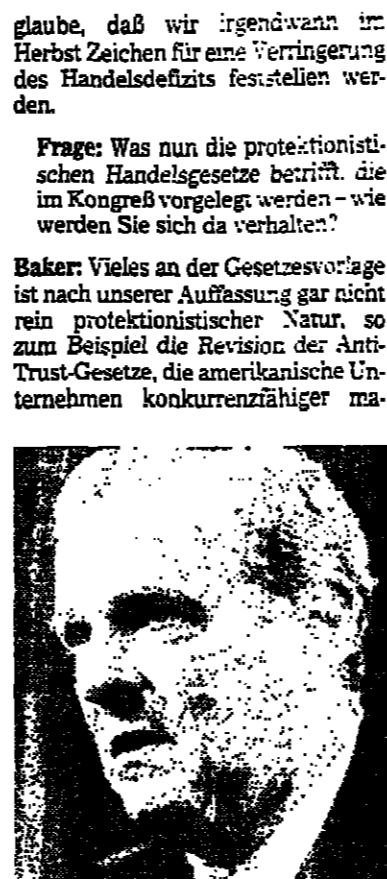 glaube, daß wir irgendwann im
Herbst Zeichen für eine Verringerung
des Handelsdefizits feststellen wer-
den.
Frage: Was nun die protektionisti-
schen Handelsgesetze betrifft, die
im Kongreß vorgelegt werden – wie
werden Sie sich da verhalten?
Baker: Vieles an der Gesetzesvorlage
ist nach unserer Auffassung gar nicht
rein protektionistischer Natur, so
zum Beispiel die Revision der Anti-
Trust-Gesetze, die amerikanische Un-
ternehmen konkurrenzfähiger ma-